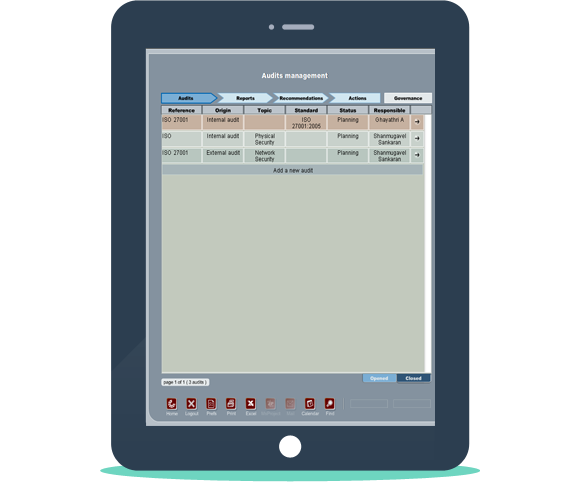 Audits management
Audits Reports Recommendations Actions Governance
Reference Origin Topic Standard Status Responsible
ISO 27001 Internal audit ISO Planning Ghayathri A
27001:2005
ISO Internal audit Physical Planning Shanmugavel
Security Sankaran
ISO 27001 External audit Network Planning Shanmugavel
Security Sankaran
Add a new audit
page 1 of 1 ( 3 audits )
Opened Closed
Home Logout Prefs Print Excel Calendar Find